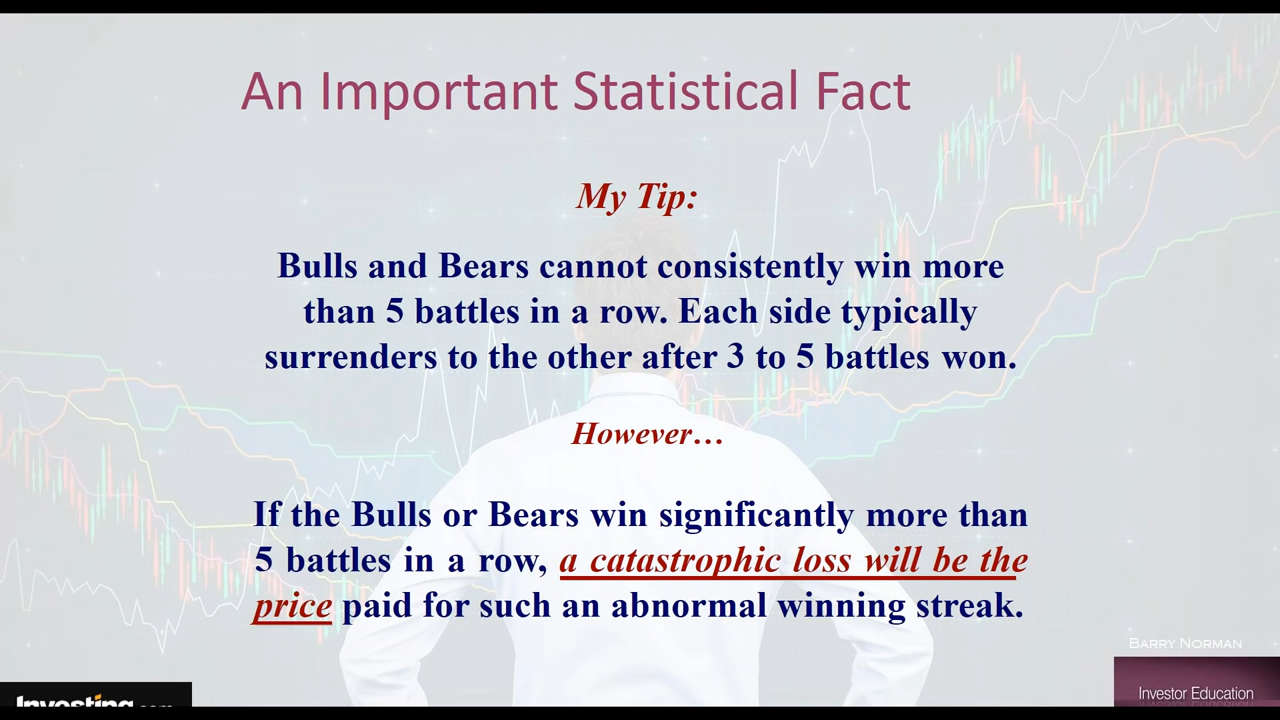 An Important Statistical Fact
My Tip:
Bulls and Bears cannot consistently win more
than 5 battles in a row. Each side typically
surrenders to the other after 3 to 5 battles won.
However…
If the Bulls or Bears win significantly more than
5 battles in a row, a catastrophic loss will be the
price paid for such an abnormal winning streak.
Barry Norman
Investor Education
Investing.com